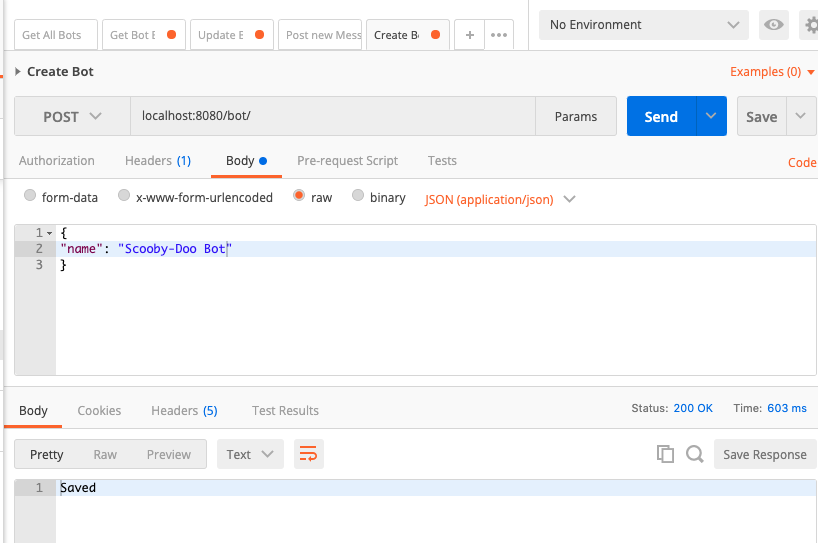 Get All Bots Get Bot E Update E Post new Mess Create B + ••• No Environment
Create Bot Examples (0)
POST localhost:8080/bot/ Params Send Save
Authorization Headers (1) Body Pre-request Script Tests Code
form-data x-www-form-urlencoded raw binary JSON (application/json)
1 {
2 "name": "Scooby-Doo Bot"
3 }
Body Cookies Headers (5) Test Results Status: 200 OK Time: 603 ms
Pretty Raw Preview Text Save Response
1 Saved